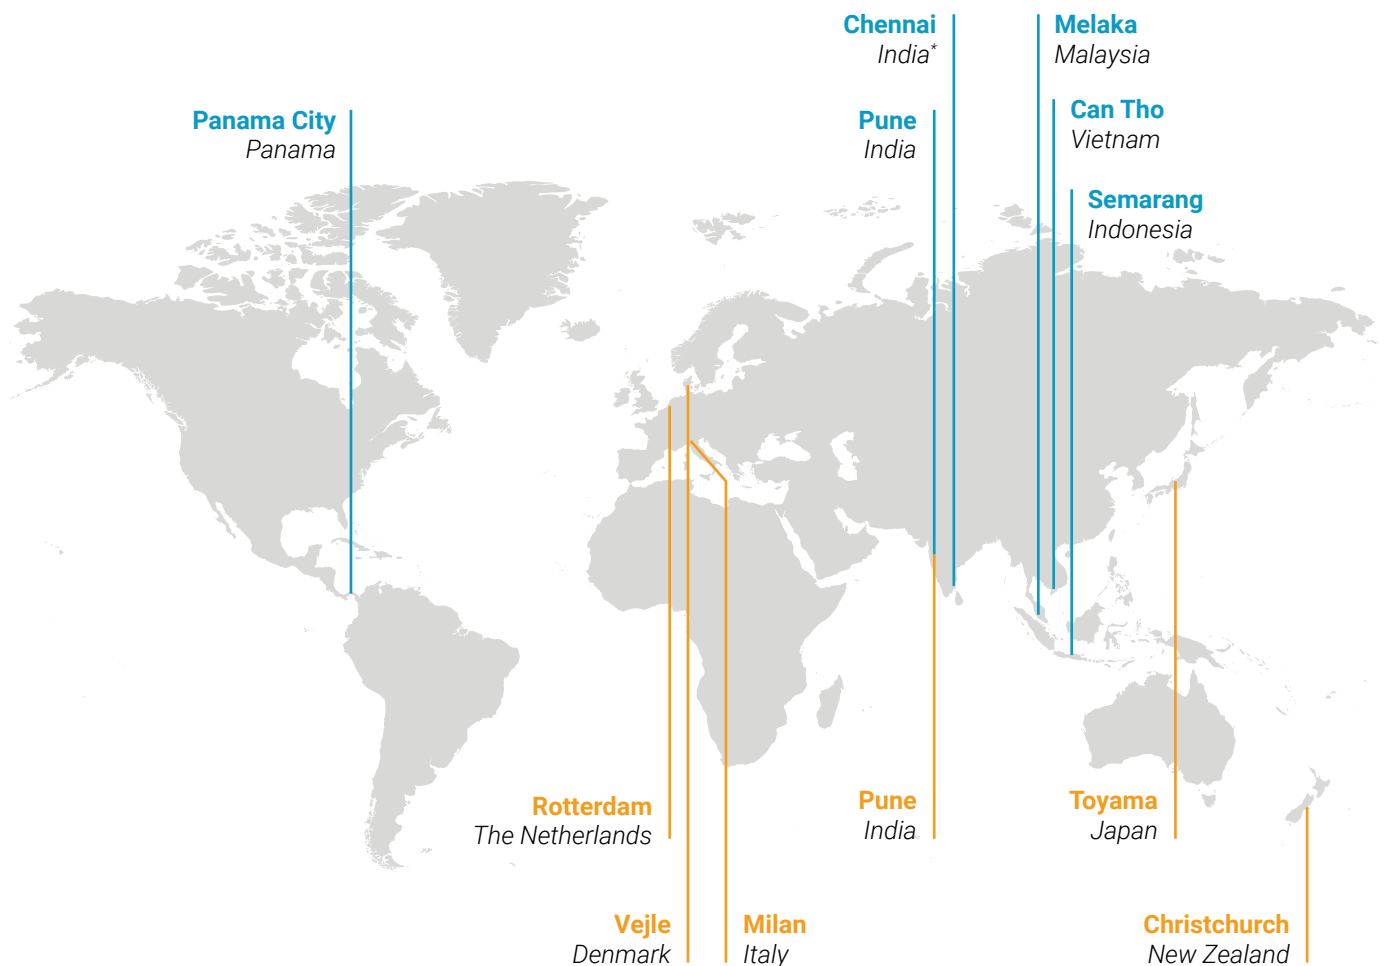 Chennai
India*
Melaka
Malaysia
Panama City
Panama
Pune
India
Can Tho
Vietnam
Semarang
Indonesia
Rotterdam
The Netherlands
Pune
India
Toyama
Japan
Vejle
Denmark
Milan
Italy
Christchurch
New Zealand